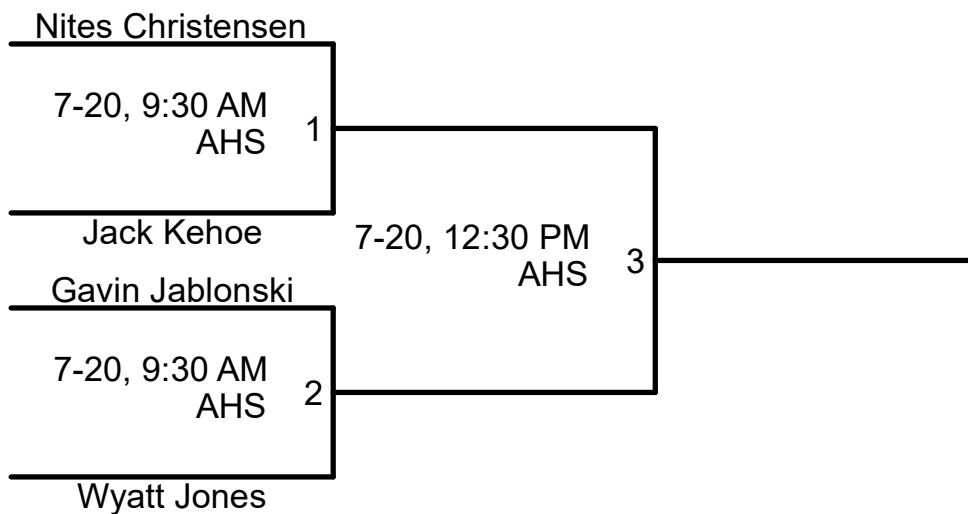 Nites Christensen
7-20, 9:30 AM
AHS
1
Jack Kehoe
7-20, 12:30 PM
AHS
3
Gavin Jablonski
7-20, 9:30 AM
AHS
2
Wyatt Jones